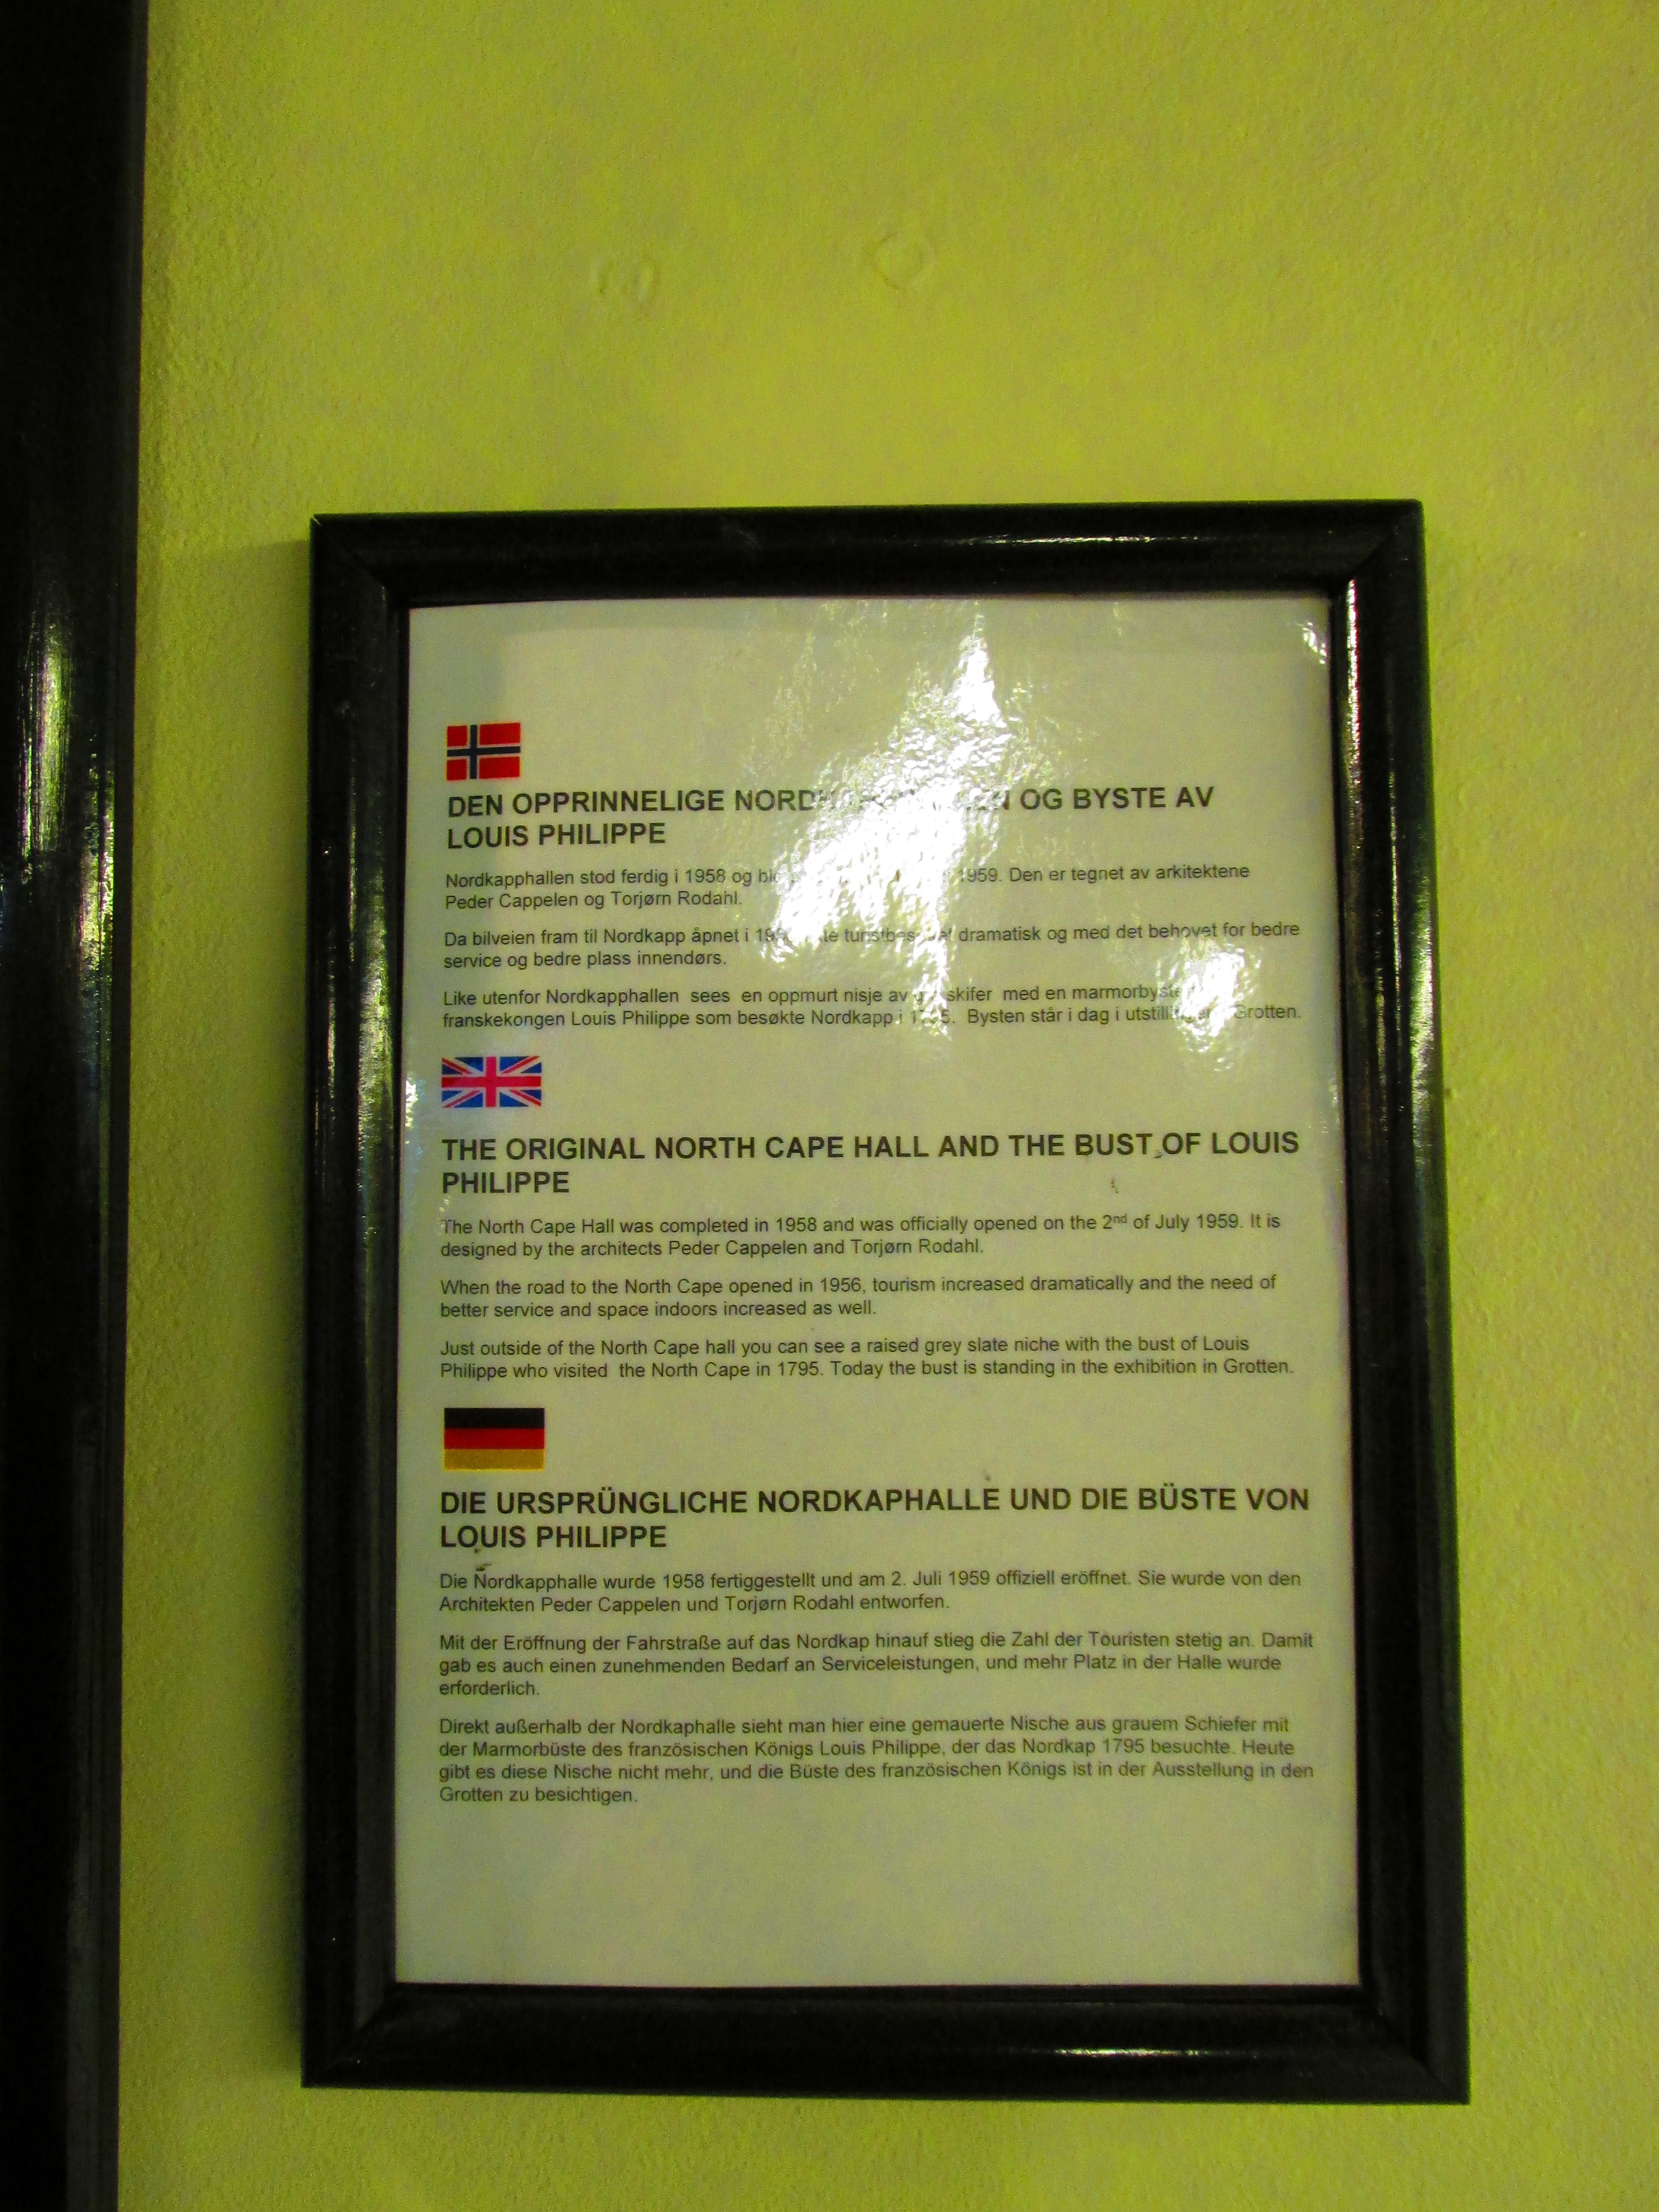 DEN OPPRINNELIGE OG BYSTE AV
LOUIS PHILIPPE
Nordkapphallen stod ferdig i 1958 og 1959. Den er tegnet av arkitektene
Peder Cappelen og Torjørn Rodahl.
Da bilveien fram til Nordkapp åpnet i dramatisk og med det behovet for bedre
service og bedre plass innendørs.
Like utenfor Nordkapphallen sees en oppmurt nisje av skifer med en
franskekongen Louis Philippe som besøkte Nordkapp i Bysten står i dag i Grotten.
THE ORIGINAL NORTH CAPE HALL AND THE BUST OF LOUIS
PHILIPPE
The North Cape Hall was completed in 1958 and was officially opened on the 2nd of July 1959. It is
designed by the architects Peder Cappelen and Torjørn Rodahl.
When the road to the North Cape opened in 1956, tourism increased dramatically and the need of
better service and space indoors increased as well.
Just outside of the North Cape hall you can see a raised grey slate niche with the bust of Louis
Philippe who visited the North Cape in 1795. Today the bust is standing in the exhibition in Grotten.
DIE URSPRÜNGLICHE NORDKAPHALLE UND DIE BÜSTE VON
LOUIS PHILIPPE
Die Nordkapphalle wurde 1958 fertiggestellt und am 2. Juli 1959 offiziell eröffnet. Sie wurde von den
Architekten Peder Cappelen und Torjørn Rodahl entworfen.
Mit der Eröffnung der Fahrstraße auf das Nordkap hinauf stieg die Zahl der Touristen stetig an. Damit
gab es auch einen zunehmenden Bedarf an Serviceleistungen, und mehr Platz in der Halle wurde
erforderlich.
Direkt außerhalb der Nordkaphalle sieht man hier eine gemauerte Nische aus grauem Schiefer mit
der Marmorbüste des französischen Königs Louis Philippe, der das Nordkap 1795 besuchte. Heute
gibt es diese Nische nicht mehr, und die Büste des französischen Königs ist in der Ausstellung in den
Grotten zu besichtigen.